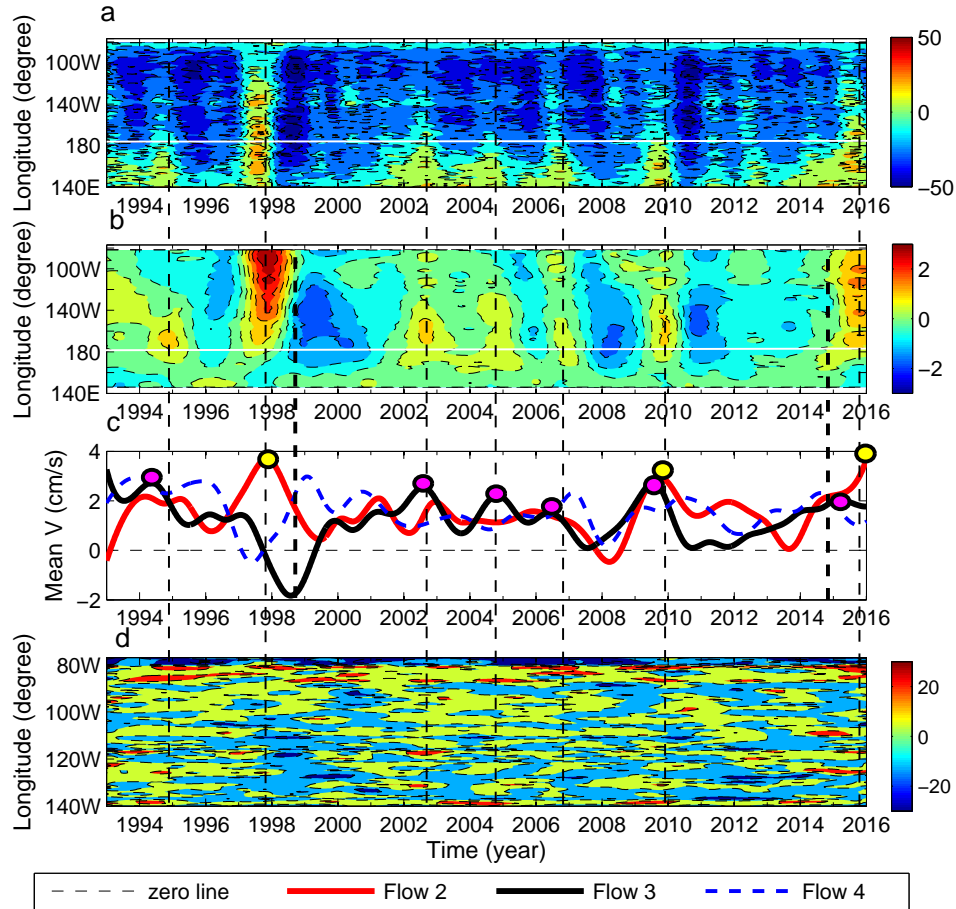 a
Longitude (degree)
100W
140W
180
140E
50
0
−50
1994 1996 1998 2000 2002 2004 2006 2008 2010 2012 2014 2016
b
Longitude (degree)
100W
140W
180
140E
2
0
−2
1994 1996 1998 2000 2002 2004 2006 2008 2010 2012 2014 2016
c
Mean V (cm/s)
4
2
0
−2
1994 1996 1998 2000 2002 2004 2006 2008 2010 2012 2014 2016
d
Longitude (degree)
80W
100W
120W
140W
20
0
−20
1994 1996 1998 2000 2002 2004 2006 2008 2010 2012 2014 2016
Time (year)
zero line Flow 2 Flow 3 Flow 4